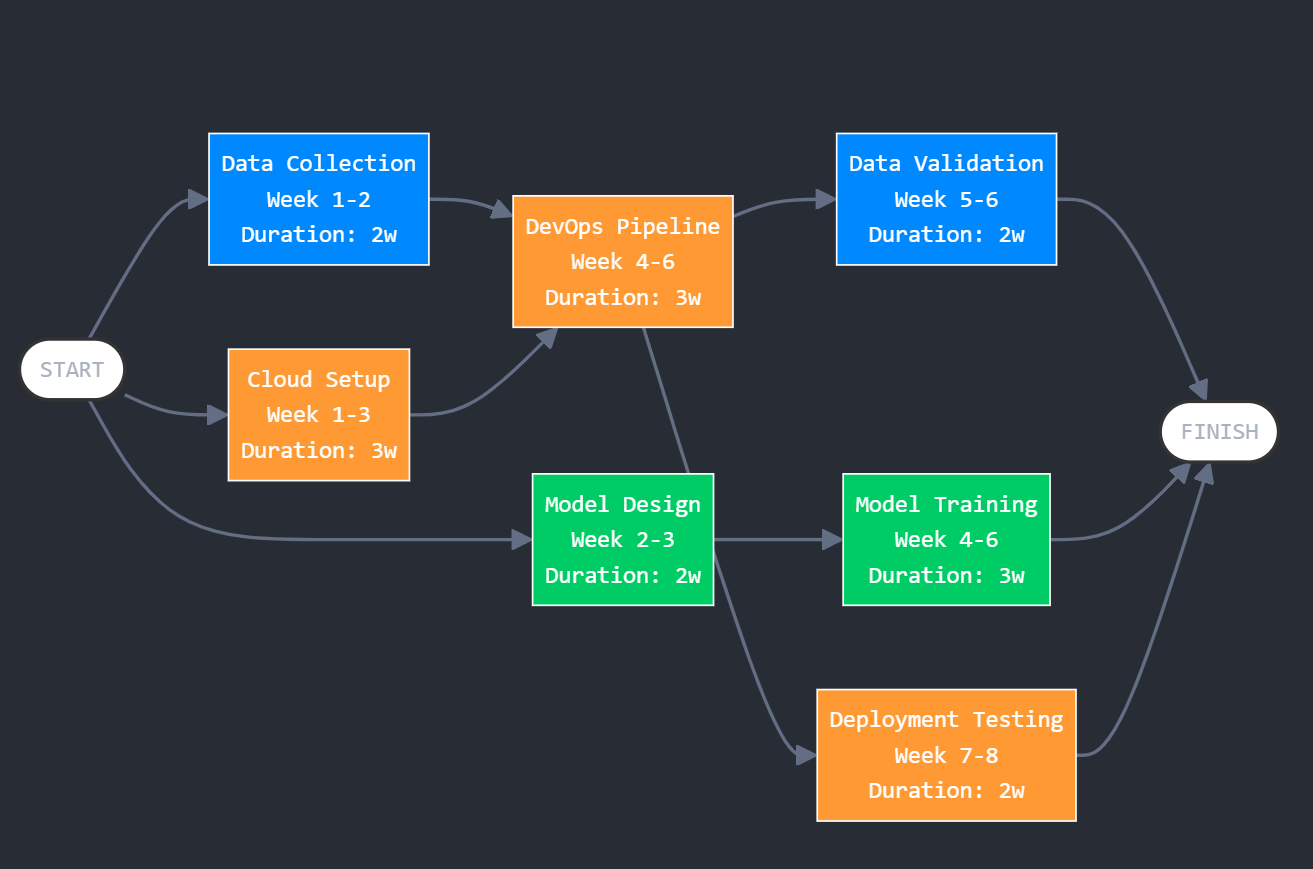 START
Data Collection
Week 1-2
Duration: 2w
Cloud Setup
Week 1-3
Duration: 3w
DevOps Pipeline
Week 4-6
Duration: 3w
Model Design
Week 2-3
Duration: 2w
Data Validation
Week 5-6
Duration: 2w
Model Training
Week 4-6
Duration: 3w
Deployment Testing
Week 7-8
Duration: 2w
FINISH